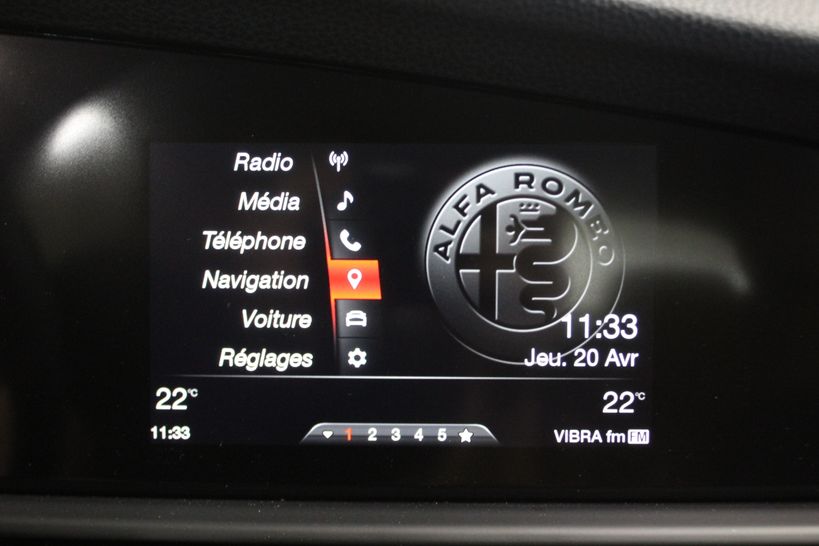 Radio
Média
Téléphone
Navigation
Voiture
Réglages
ALFA ROMEO
11:33
Jeu. 20 Avr
22°C
22°C
11:33
1 2 3 4 5
VIBRA fm FM